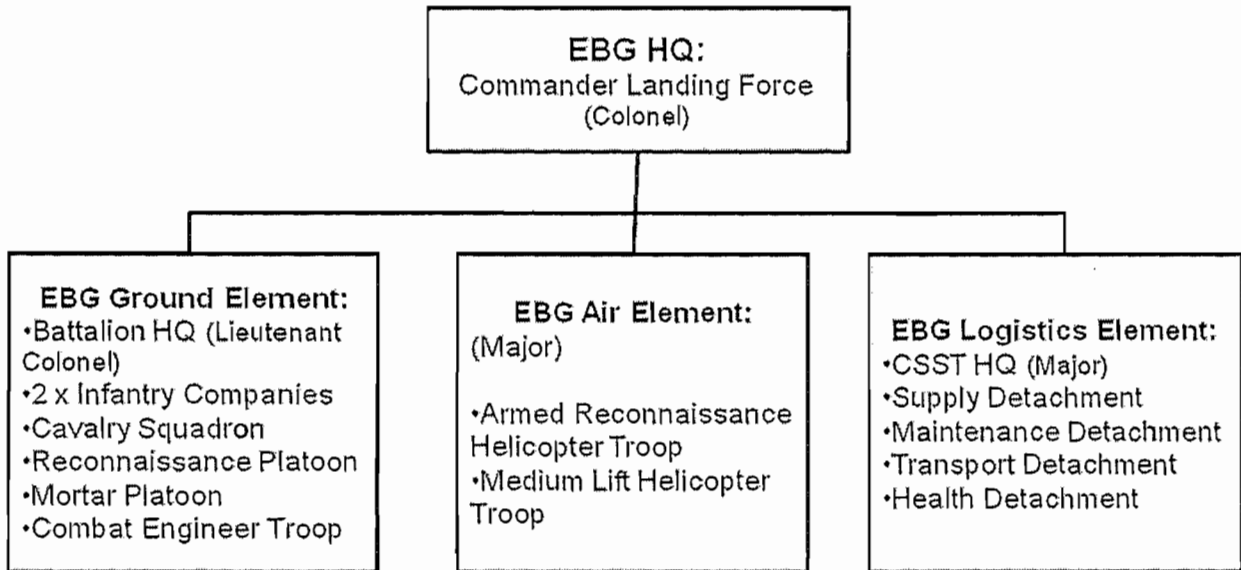 EBG HQ:
Commander Landing Force
(Colonel)
EBG Ground Element:
•Battalion HQ (Lieutenant
Colonel)
•2 x Infantry Companies
•Cavalry Squadron
•Reconnaissance Platoon
•Mortar Platoon
•Combat Engineer Troop
EBG Air Element:
(Major)
•Armed Reconnaissance
Helicopter Troop
•Medium Lift Helicopter
Troop
EBG Logistics Element:
•CSST HQ (Major)
•Supply Detachment
•Maintenance Detachment
•Transport Detachment
•Health Detachment